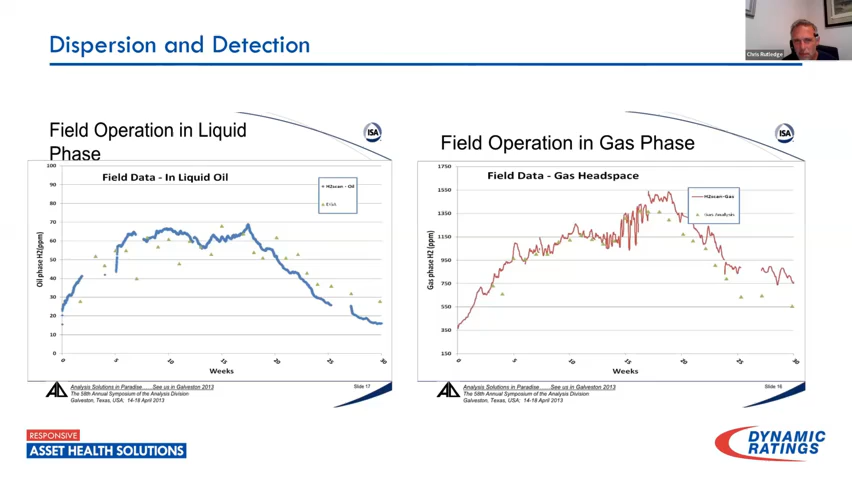 Dispersion and Detection
Chris Rutledge
Field Operation in Liquid
Phase
ISA
Field Data - In Liquid Oil
H2scan - Oil
Oil phase H2(ppm)
100
90
80
70
60
50
40
30
20
10
0
0
5
10
15
20
25
30
Weeks
Analysis Solutions in Paradise ..... See us in Galveston 2013
The 58th Annual Symposium of the Analysis Division
Galveston, Texas, USA; 14-18 April 2013
Slide 17
Field Operation in Gas Phase
ISA
Field Data - Gas Headspace
H2scan-Gas
Gas Analysis
Gas phase H2 (ppm)
1750
1550
1350
1150
950
750
550
350
150
0
5
10
15
20
25
30
Weeks
Analysis Solutions in Paradise ..... See us in Galveston 2013
The 58th Annual Symposium of the Analysis Division
Galveston, Texas, USA; 14-18 April 2013
Slide 16
RESPONSIVE
ASSET HEALTH SOLUTIONS
DYNAMIC
RATINGS